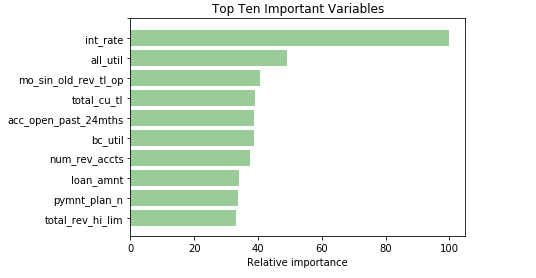 Top Ten Important Variables
int_rate
all_util
mo_sin_old_rev_tl_op
total_cu_tl
acc_open_past_24mths
bc_util
num_rev_accts
loan_amnt
pymnt_plan_n
total_rev_hi_lim
0 20 40 60 80 100
Relative importance